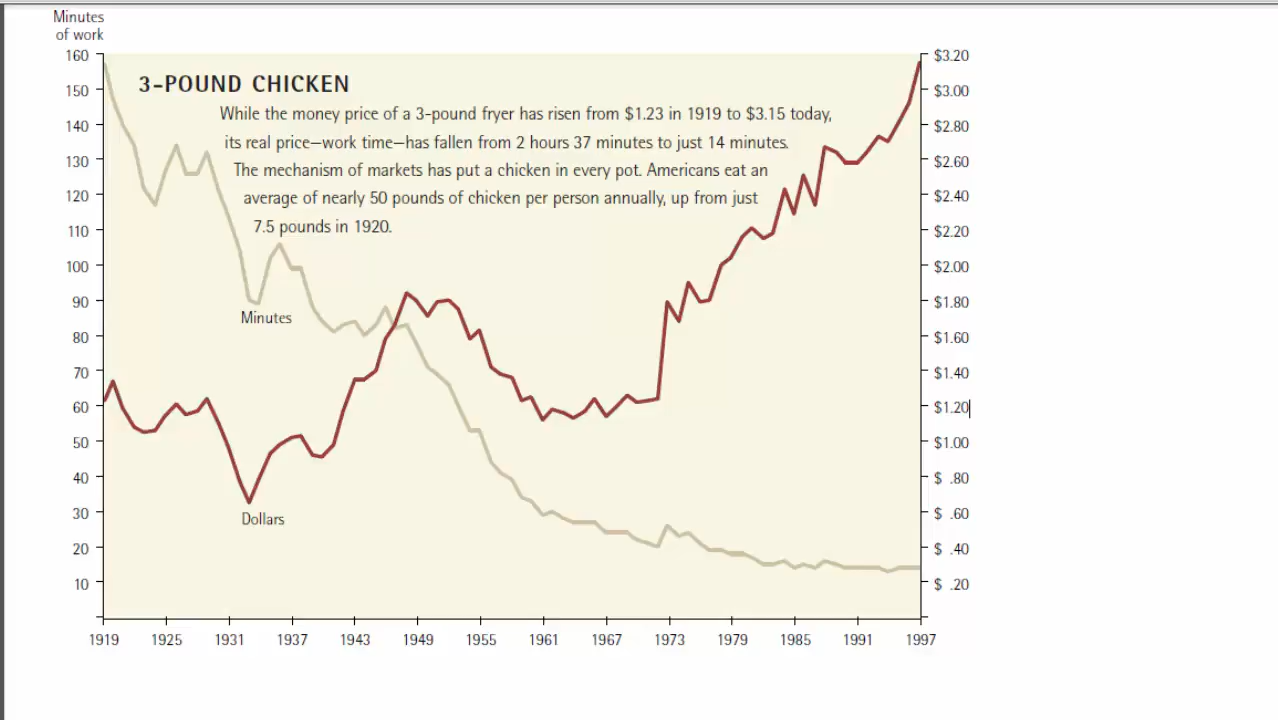 Minutes
of work
160
150
140
130
120
110
100
90
80
70
60
50
40
30
20
10
3-POUND CHICKEN
While the money price of a 3-pound fryer has risen from $1.23 in 1919 to $3.15 today,
its real price—work time—has fallen from 2 hours 37 minutes to just 14 minutes.
The mechanism of markets has put a chicken in every pot. Americans eat an
average of nearly 50 pounds of chicken per person annually, up from just
7.5 pounds in 1920.
Minutes
Dollars
$3.20
$3.00
$2.80
$2.60
$2.40
$2.20
$2.00
$1.80
$1.60
$1.40
$1.20
$1.00
$ .80
$ .60
$ .40
$ .20
1919 1925 1931 1937 1943 1949 1955 1961 1967 1973 1979 1985 1991 1997